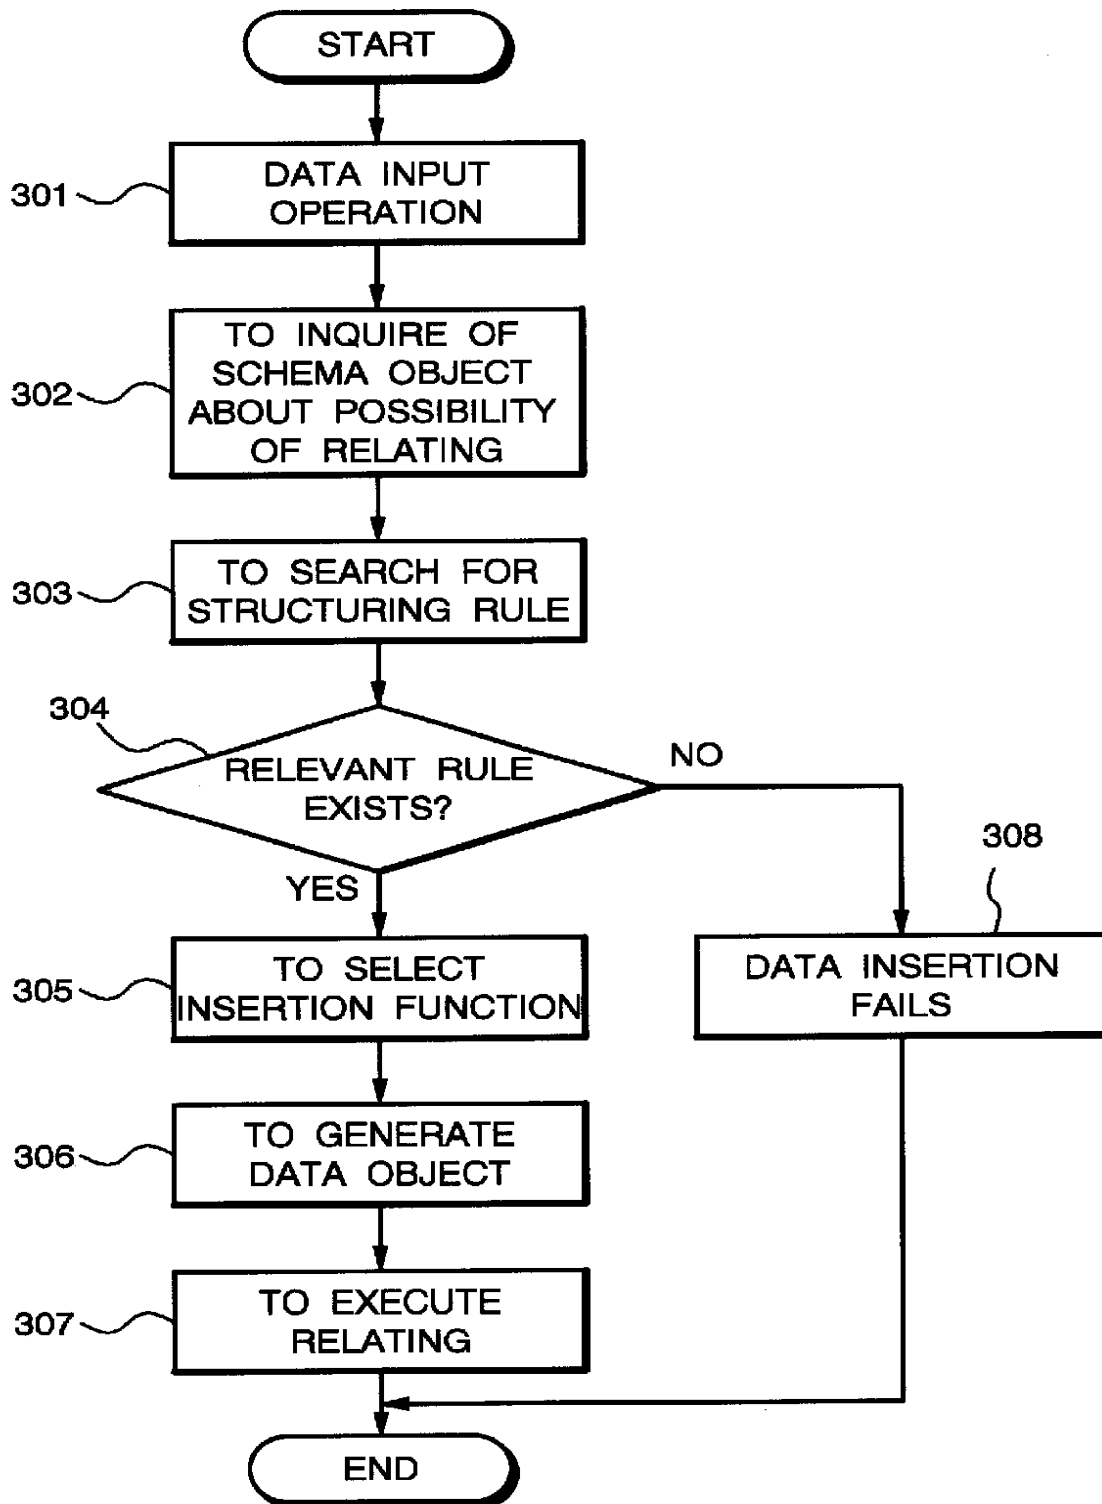 START
301
DATA INPUT
OPERATION
302
TO INQUIRE OF
SCHEMA OBJECT
ABOUT POSSIBILITY
OF RELATING
303
TO SEARCH FOR
STRUCTURING RULE
304
RELEVANT RULE
EXISTS?
NO
YES
308
305
TO SELECT
INSERTION FUNCTION
DATA INSERTION
FAILS
306
TO GENERATE
DATA OBJECT
307
TO EXECUTE
RELATING
END